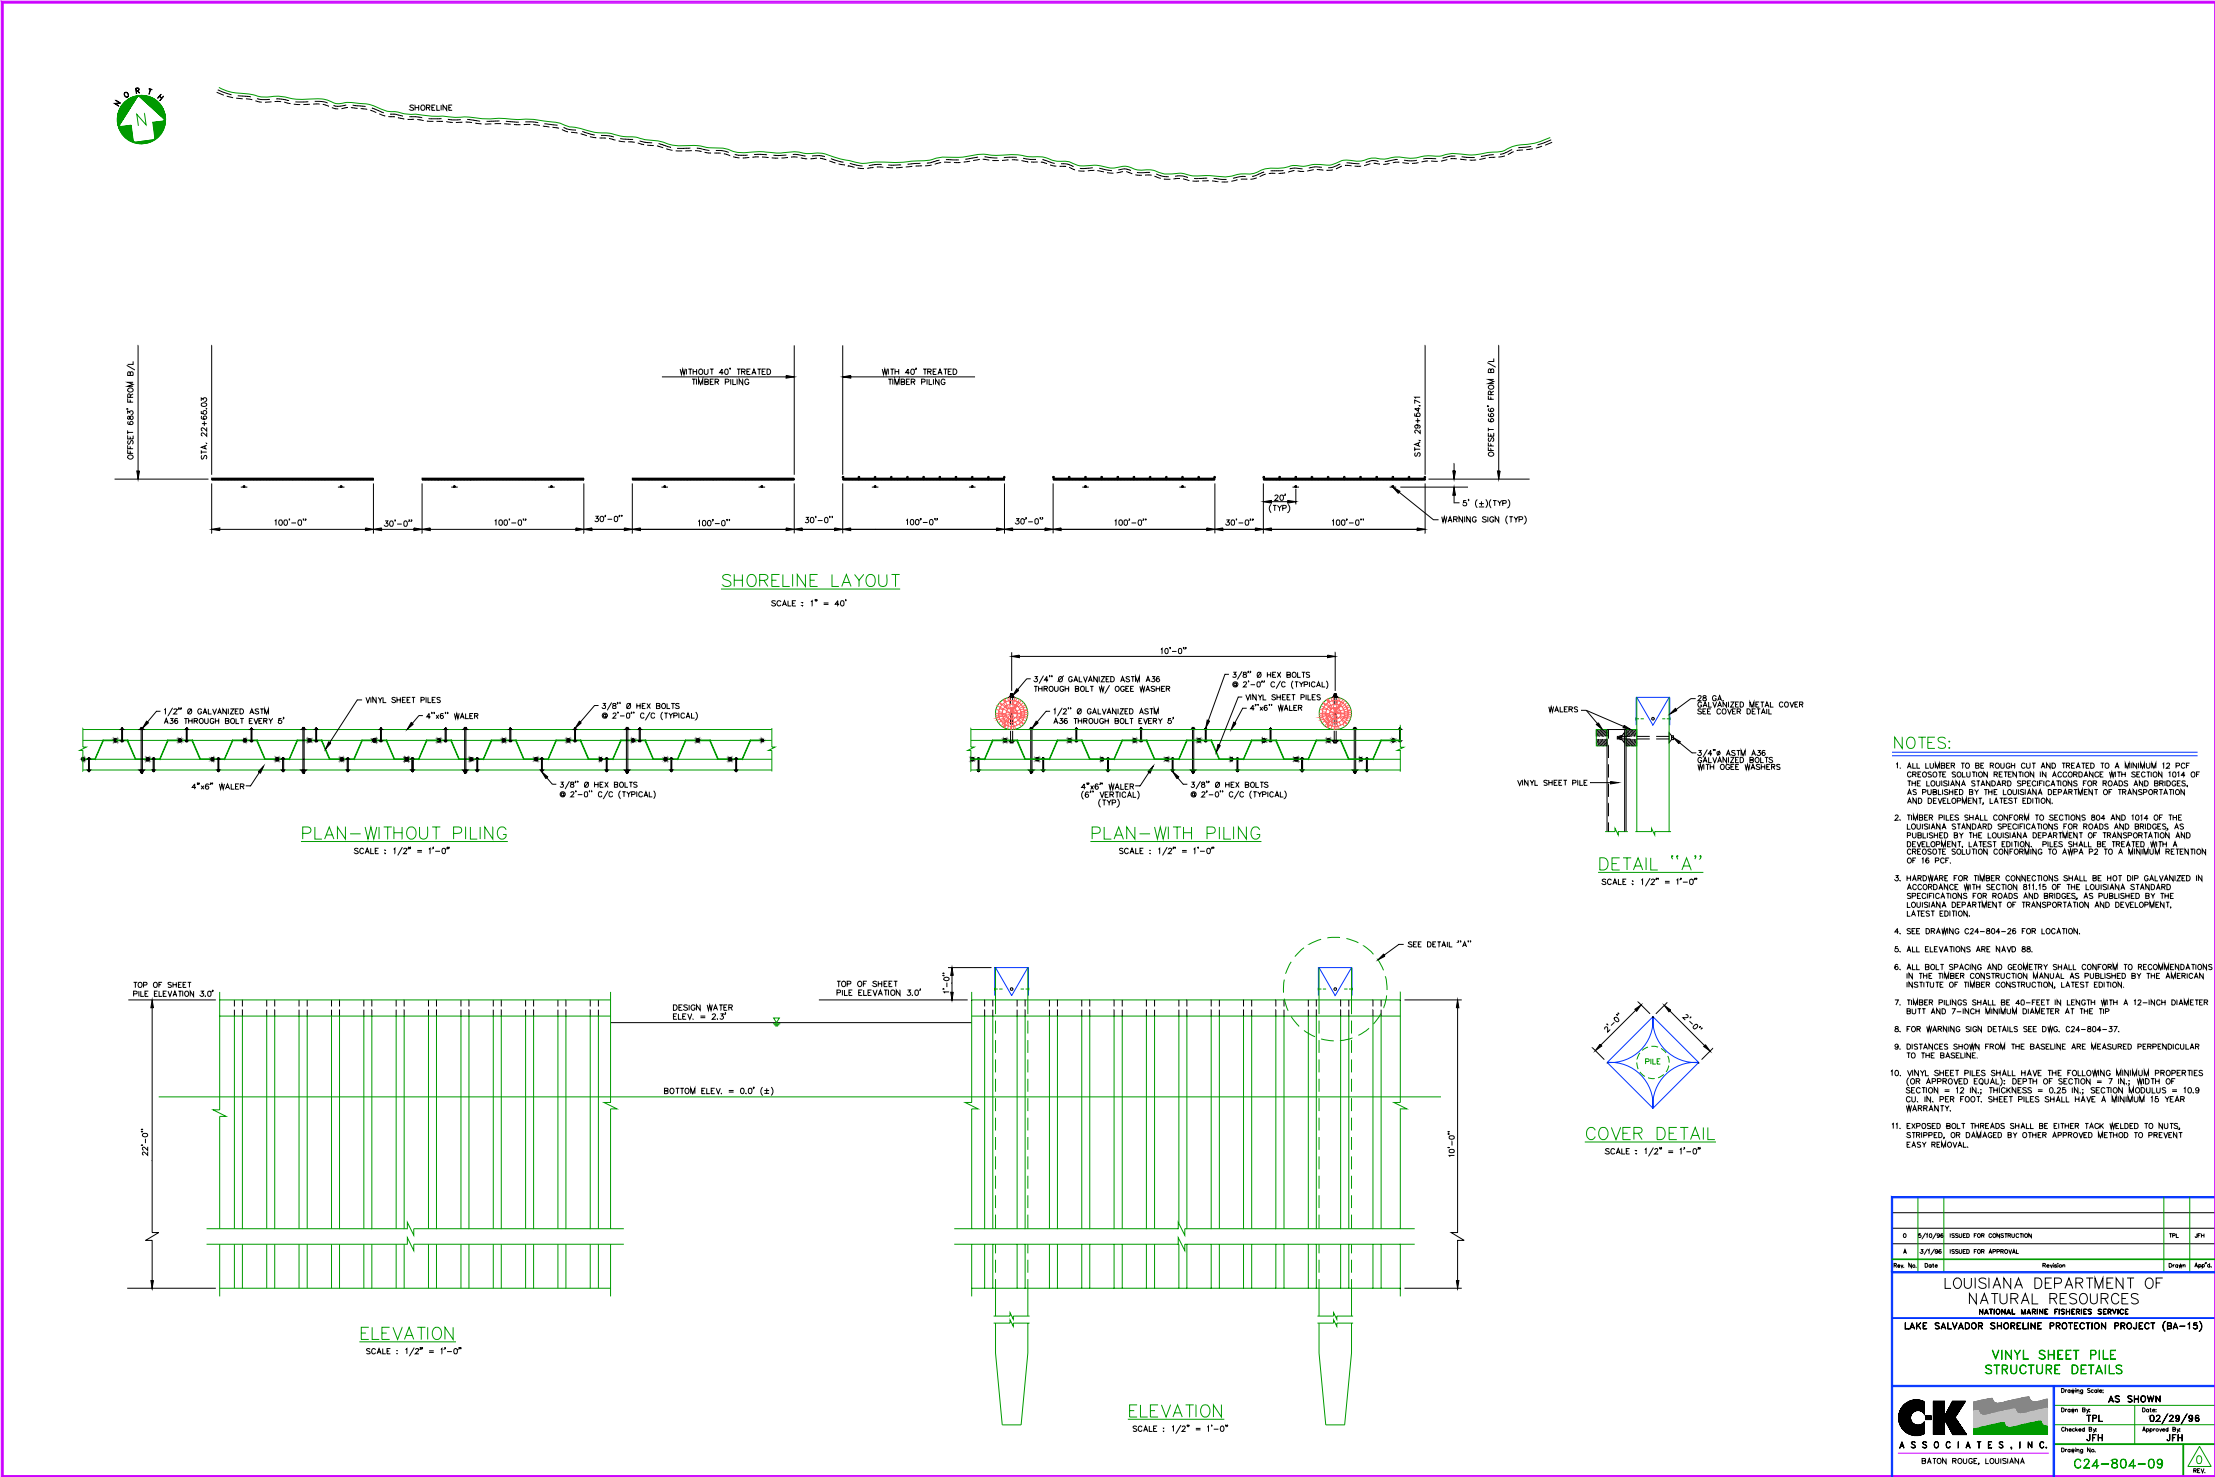 NORTH
N
SHORELINE
OFFSET 683' FROM B/L
STA. 22+65.03
WITHOUT 40' TREATED
TIMBER PILING
WITH 40' TREATED
TIMBER PILING
STA. 29+64.71
OFFSET 666' FROM B/L
100'-0"
30'-0"
100'-0"
30'-0"
100'-0"
30'-0"
100'-0"
30'-0"
100'-0"
30'-0"
20'
(TYP)
100'-0"
5' (±)(TYP)
WARNING SIGN (TYP)
SHORELINE LAYOUT
SCALE : 1" = 40'
1/2" Ø GALVANIZED ASTM
A36 THROUGH BOLT EVERY 5'
VINYL SHEET PILES
4"x6" WALER
3/8" Ø HEX BOLTS
@ 2'-0" C/C (TYPICAL)
4"x6" WALER
3/8" Ø HEX BOLTS
@ 2'-0" C/C (TYPICAL)
PLAN-WITHOUT PILING
SCALE : 1/2" = 1'-0"
10'-0"
3/4" Ø GALVANIZED ASTM A36
THROUGH BOLT W/ OGEE WASHER
3/8" Ø HEX BOLTS
@ 2'-0" C/C (TYPICAL)
VINYL SHEET PILES
4"x6" WALER
1/2" Ø GALVANIZED ASTM
A36 THROUGH BOLT EVERY 5'
4"x6" WALER
(6" VERTICAL)
(TYP)
3/8" Ø HEX BOLTS
@ 2'-0" C/C (TYPICAL)
PLAN-WITH PILING
SCALE : 1/2" = 1'-0"
WALERS
28 GA.
GALVANIZED METAL COVER
SEE COVER DETAIL
3/4"ø ASTM A36
GALVANIZED BOLTS
WITH OGEE WASHERS
VINYL SHEET PILE
DETAIL "A"
SCALE : 1/2" = 1'-0"
TOP OF SHEET
PILE ELEVATION 3.0'
22'-0"
DESIGN WATER
ELEV. = 2.3'
BOTTOM ELEV. = 0.0' (±)
ELEVATION
SCALE : 1/2" = 1'-0"
TOP OF SHEET
PILE ELEVATION 3.0'
1'-0"
SEE DETAIL "A"
10'-0"
ELEVATION
SCALE : 1/2" = 1'-0"
2'-0"
2'-0"
PILE
COVER DETAIL
SCALE : 1/2" = 1'-0"
NOTES:
1. ALL LUMBER TO BE ROUGH CUT AND TREATED TO A MINIMUM 12 PCF
CREOSOTE SOLUTION RETENTION IN ACCORDANCE WITH SECTION 1014 OF
THE LOUISIANA STANDARD SPECIFICATIONS FOR ROADS AND BRIDGES,
AS PUBLISHED BY THE LOUISIANA DEPARTMENT OF TRANSPORTATION
AND DEVELOPMENT, LATEST EDITION.
2. TIMBER PILES SHALL CONFORM TO SECTIONS 804 AND 1014 OF THE
LOUISIANA STANDARD SPECIFICATIONS FOR ROADS AND BRIDGES, AS
PUBLISHED BY THE LOUISIANA DEPARTMENT OF TRANSPORTATION AND
DEVELOPMENT, LATEST EDITION. PILES SHALL BE TREATED WITH A
CREOSOTE SOLUTION CONFORMING TO AWPA P2 TO A MINIMUM RETENTION
OF 16 PCF.
3. HARDWARE FOR TIMBER CONNECTIONS SHALL BE HOT DIP GALVANIZED IN
ACCORDANCE WITH SECTION 811.15 OF THE LOUISIANA STANDARD
SPECIFICATIONS FOR ROADS AND BRIDGES, AS PUBLISHED BY THE
LOUISIANA DEPARTMENT OF TRANSPORTATION AND DEVELOPMENT,
LATEST EDITION.
4. SEE DRAWING C24-804-26 FOR LOCATION.
5. ALL ELEVATIONS ARE NAVD 88.
6. ALL BOLT SPACING AND GEOMETRY SHALL CONFORM TO RECOMMENDATIONS
IN THE TIMBER CONSTRUCTION MANUAL AS PUBLISHED BY THE AMERICAN
INSTITUTE OF TIMBER CONSTRUCTION, LATEST EDITION.
7. TIMBER PILINGS SHALL BE 40-FEET IN LENGTH WITH A 12-INCH DIAMETER
BUTT AND 7-INCH MINIMUM DIAMETER AT THE TIP
8. FOR WARNING SIGN DETAILS SEE DWG. C24-804-37.
9. DISTANCES SHOWN FROM THE BASELINE ARE MEASURED PERPENDICULAR
TO THE BASELINE.
10. VINYL SHEET PILES SHALL HAVE THE FOLLOWING MINIMUM PROPERTIES
(OR APPROVED EQUAL): DEPTH OF SECTION = 7 IN.; WIDTH OF
SECTION = 12 IN.; THICKNESS = 0.25 IN.; SECTION MODULUS = 10.9
CU. IN. PER FOOT. SHEET PILES SHALL HAVE A MINIMUM 15 YEAR
WARRANTY.
11. EXPOSED BOLT THREADS SHALL BE EITHER TACK WELDED TO NUTS,
STRIPPED, OR DAMAGED BY OTHER APPROVED METHOD TO PREVENT
EASY REMOVAL.
0 5/10/96 ISSUED FOR CONSTRUCTION TPL JFH
A 3/1/96 ISSUED FOR APPROVAL
Rev. No. Date Revision Drawn App'd.
LOUISIANA DEPARTMENT OF
NATURAL RESOURCES
NATIONAL MARINE FISHERIES SERVICE
LAKE SALVADOR SHORELINE PROTECTION PROJECT (BA-15)
VINYL SHEET PILE
STRUCTURE DETAILS
C-K
ASSOCIATES, INC.
BATON ROUGE, LOUISIANA
Drawing Scale:
AS SHOWN
Drawn By: TPL
Date: 02/29/96
Checked By: JFH
Approved By: JFH
Drawing No.
C24-804-09
0
REV.